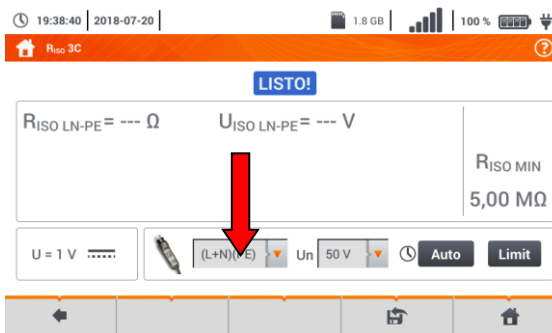 19:38:40 2018-07-20 1.8 GB 100 %
RISO 3C ?
LISTO!
RISO LN-PE= --- Ω UISO LN-PE= --- V
RISO MIN
5,00 MΩ
U = 1 V (L+N)(PE) Un 50 V Auto Limit